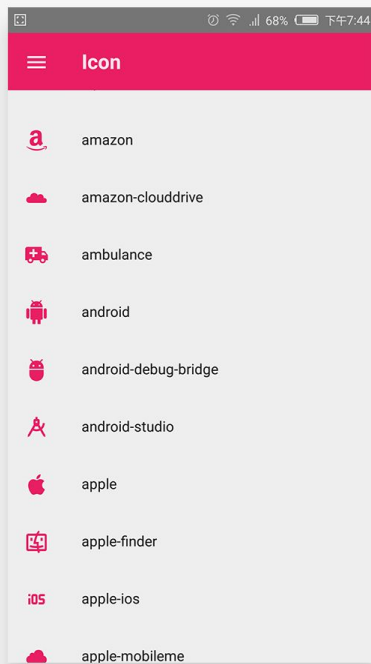 68% 下午7:44
Icon
a amazon
amazon-clouddrive
ambulance
android
android-debug-bridge
android-studio
apple
apple-finder
iOS apple-ios
apple-mobileme